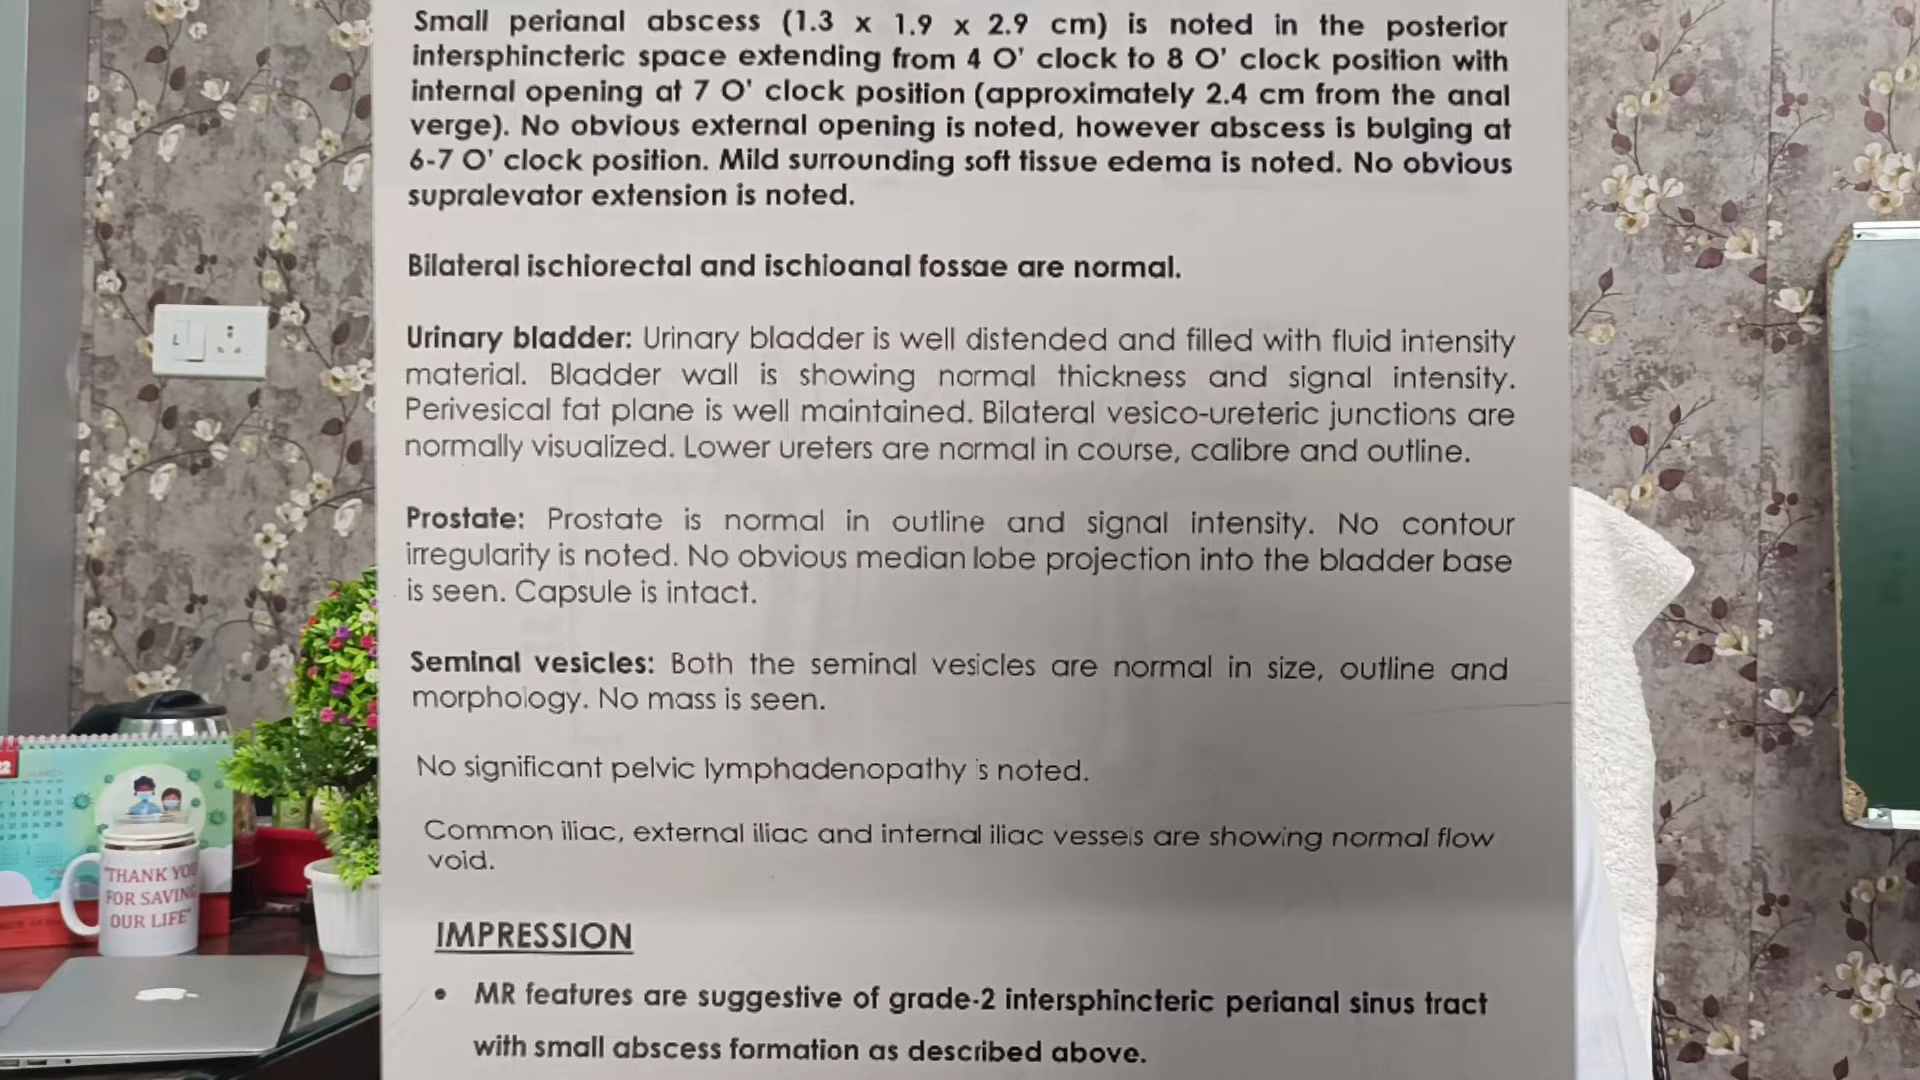 Small perianal abscess (1.3 x 1.9 x 2.9 cm) is noted in the posterior
intersphincteric space extending from 4 O' clock to 8 O' clock position with
internal opening at 7 O' clock position (approximately 2.4 cm from the anal
verge). No obvious external opening is noted, however abscess is bulging at
6-7 O' clock position. Mild surrounding soft tissue edema is noted. No obvious
supralevator extension is noted.
Bilateral ischiorectal and ischioanal fossae are normal.
Urinary bladder: Urinary bladder is well distended and filled with fluid intensity
material. Bladder wall is showing normal thickness and signal intensity.
Perivesical fat plane is well maintained. Bilateral vesico-ureteric junctions are
normally visualized. Lower ureters are normal in course, calibre and outline.
Prostate: Prostate is normal in outline and signal intensity. No contour
irregularity is noted. No obvious median lobe projection into the bladder base
is seen. Capsule is intact.
Seminal vesicles: Both the seminal vesicles are normal in size, outline and
morphology. No mass is seen.
No significant pelvic lymphadenopathy is noted.
Common iliac, external iliac and internal iliac vessels are showing normal flow
void.
IMPRESSION
• MR features are suggestive of grade-2 intersphincteric perianal sinus tract
with small abscess formation as described above.
"THANK YOU
FOR SAVING
OUR LIFE"